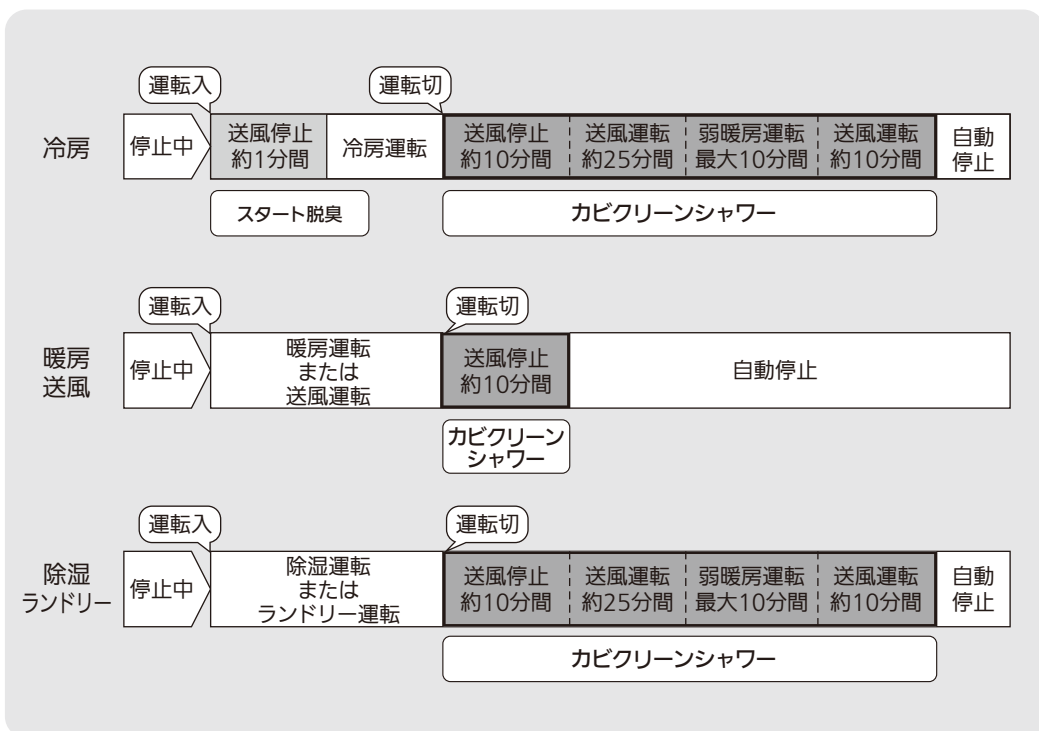 運転入
運転切
冷房
停止中
送風停止
約1分間
冷房運転
送風停止
約10分間
送風運転
約25分間
弱暖房運転
最大10分間
送風運転
約10分間
自動
停止
スタート脱臭
カビクリーンシャワー
運転入
運転切
暖房
送風
停止中
暖房運転
または
送風運転
送風停止
約10分間
自動停止
カビクリーン
シャワー
運転入
運転切
除湿
ランドリー
停止中
除湿運転
または
ランドリー運転
送風停止
約10分間
送風運転
約25分間
弱暖房運転
最大10分間
送風運転
約10分間
自動
停止
カビクリーンシャワー